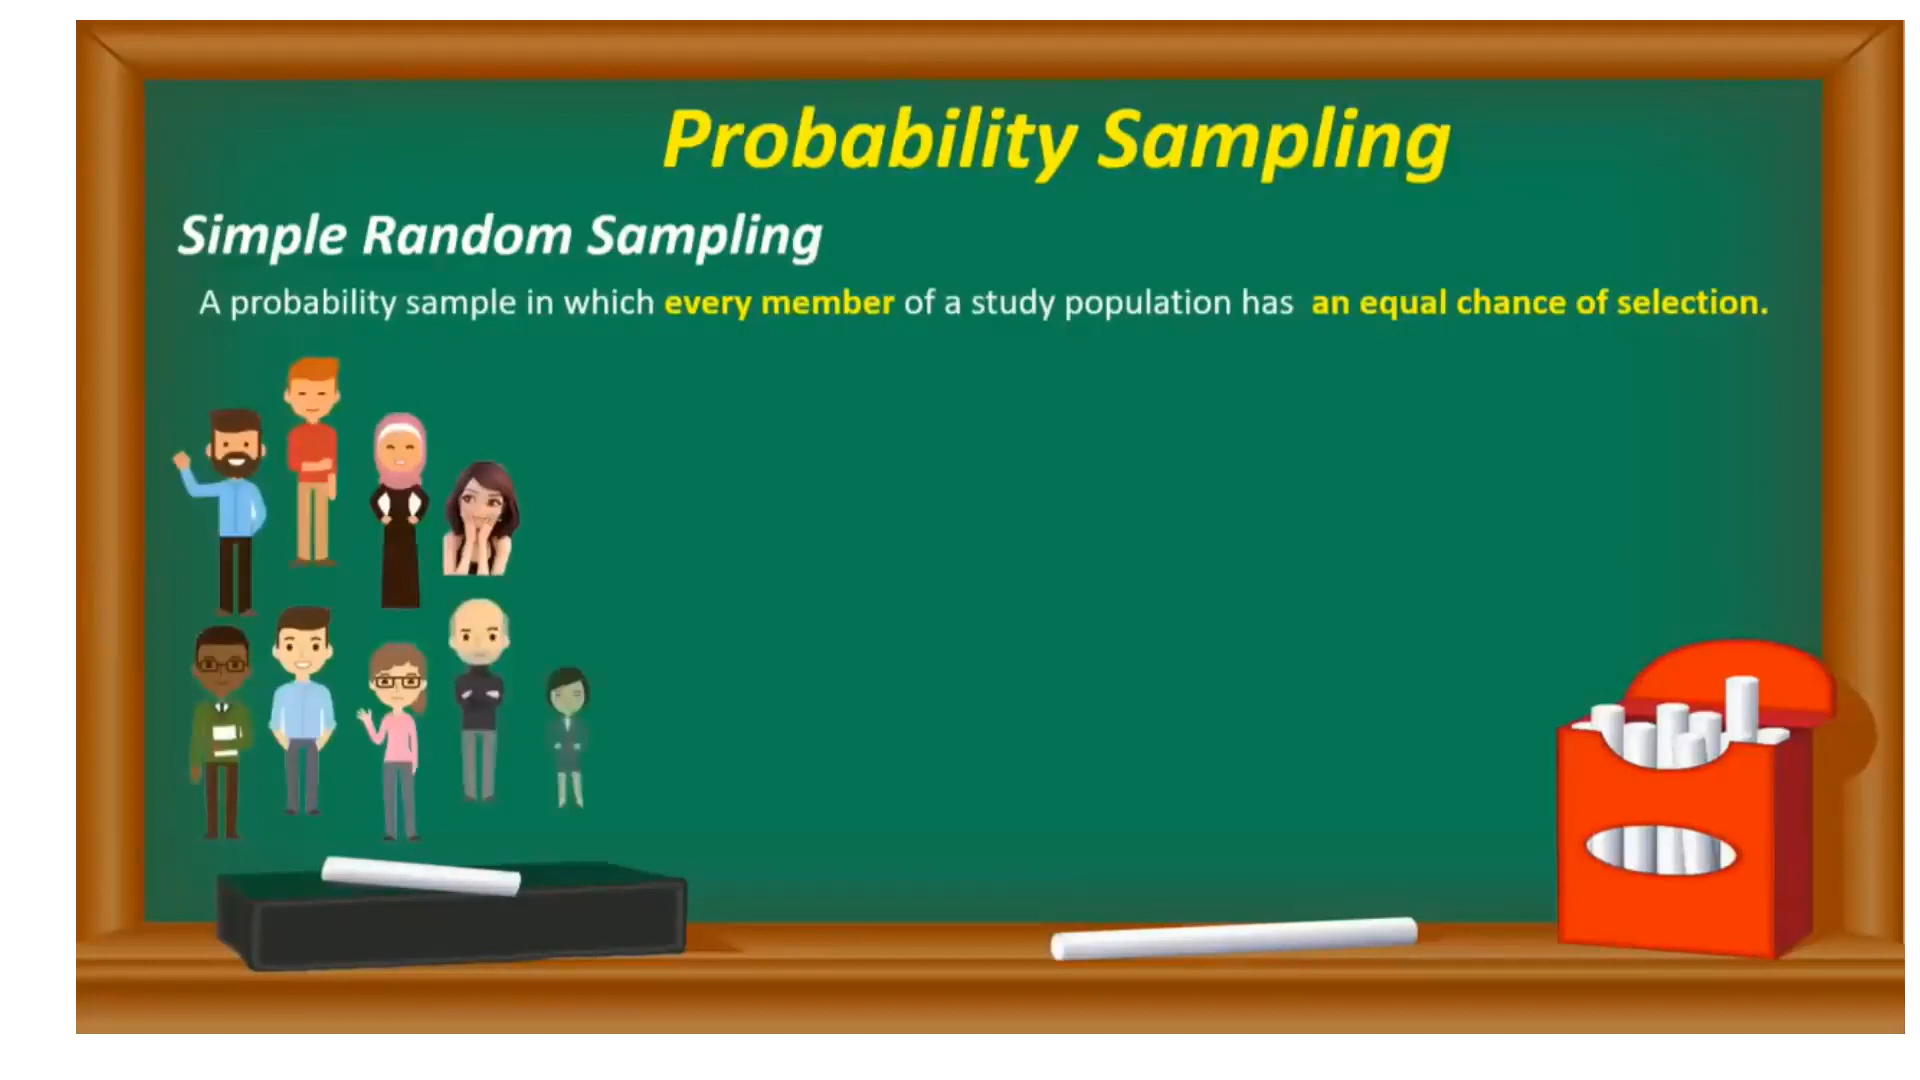 Probability Sampling
Simple Random Sampling
A probability sample in which every member of a study population has an equal chance of selection.